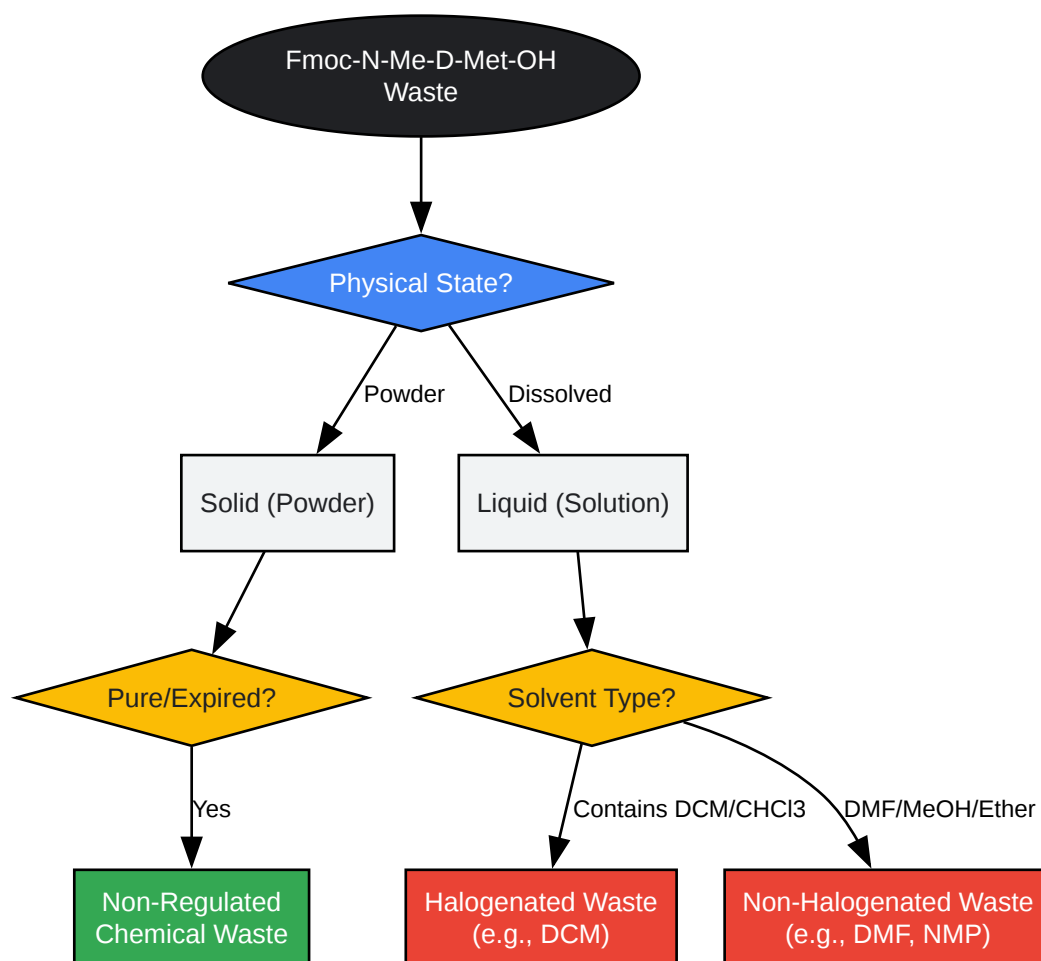 Fmoc-N-Me-D-Met-OH
Waste
Physical State?
Powder
Dissolved
Solid (Powder)
Liquid (Solution)
Pure/Expired?
Solvent Type?
Yes
Contains DCM/CHCl3
DMF/MeOH/Ether
Non-Regulated
Chemical Waste
Halogenated Waste
(e.g., DCM)
Non-Halogenated Waste
(e.g., DMF, NMP)